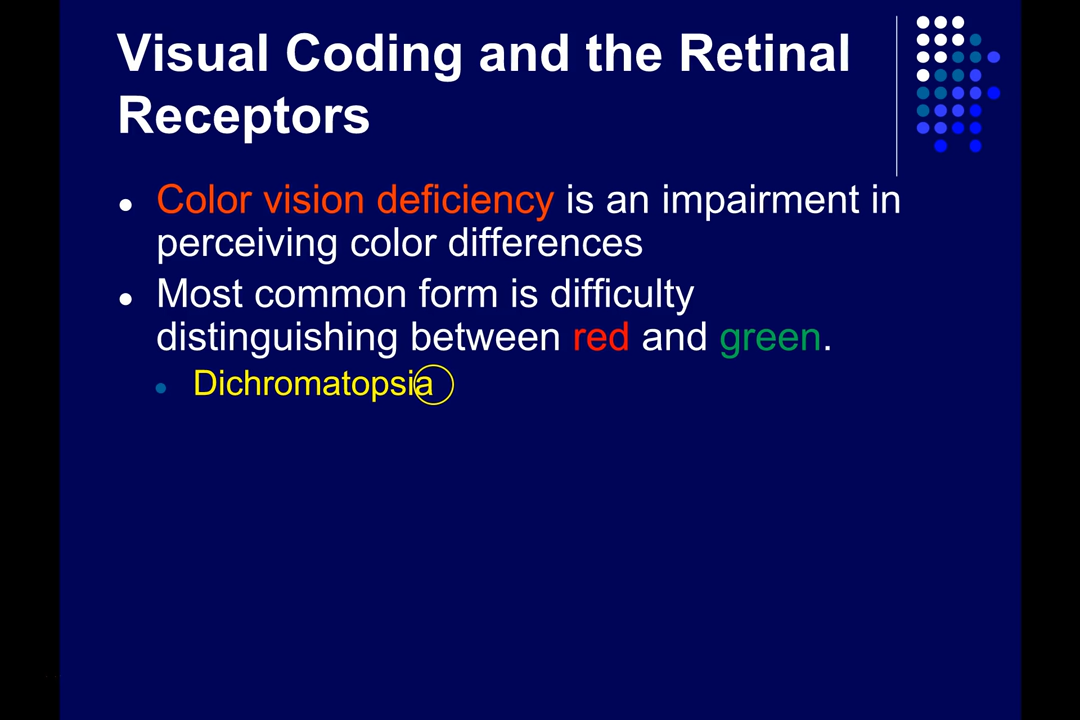 Visual Coding and the Retinal
Receptors
Color vision deficiency is an impairment in
perceiving color differences
Most common form is difficulty
distinguishing between red and green.
Dichromatopsia